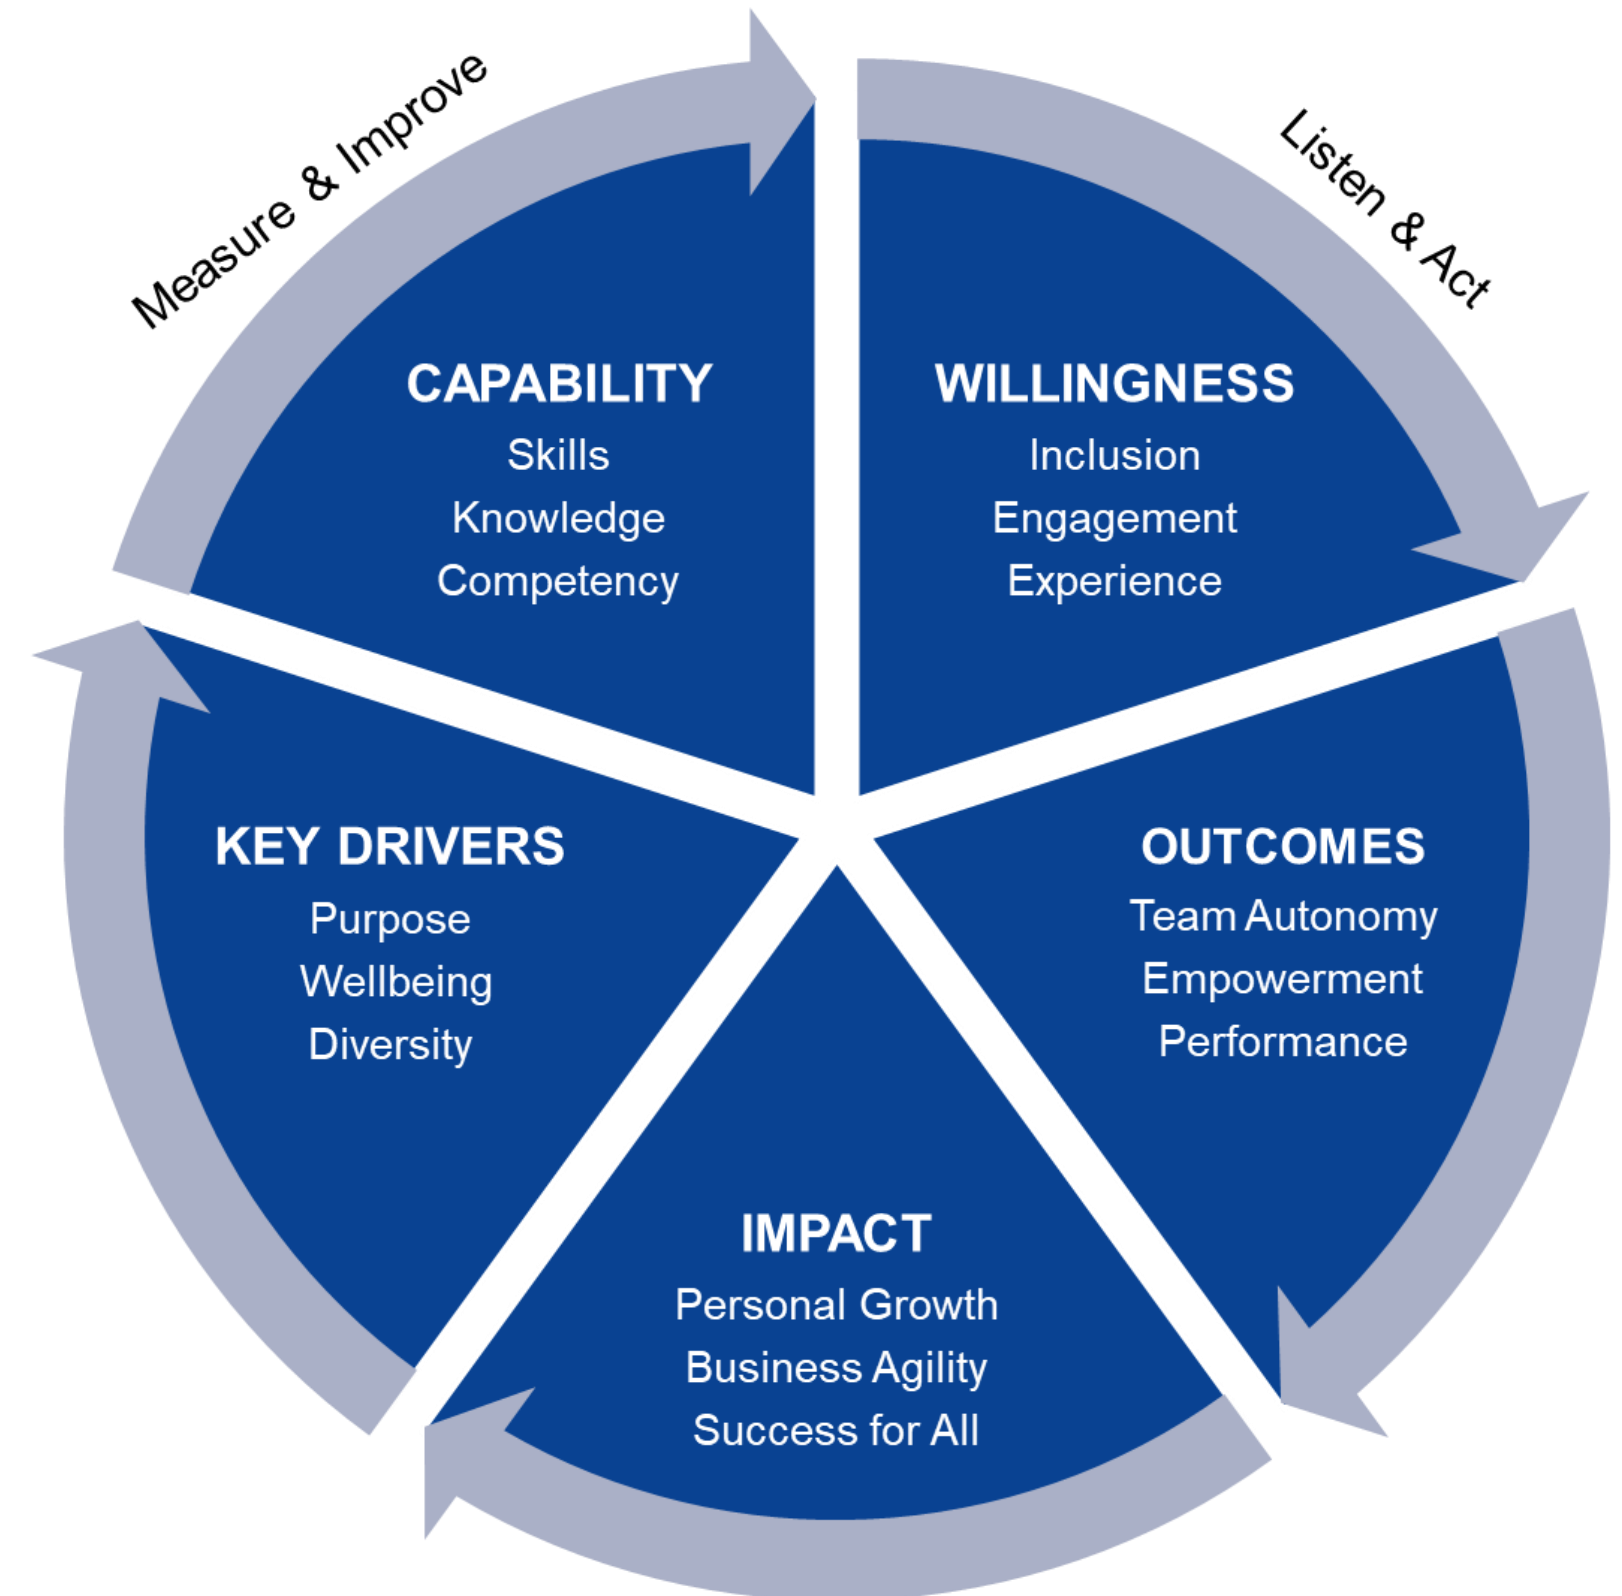 Measure & Improve
Listen & Act
CAPABILITY
Skills
Knowledge
Competency
WILLINGNESS
Inclusion
Engagement
Experience
OUTCOMES
Team Autonomy
Empowerment
Performance
IMPACT
Personal Growth
Business Agility
Success for All
KEY DRIVERS
Purpose
Wellbeing
Diversity